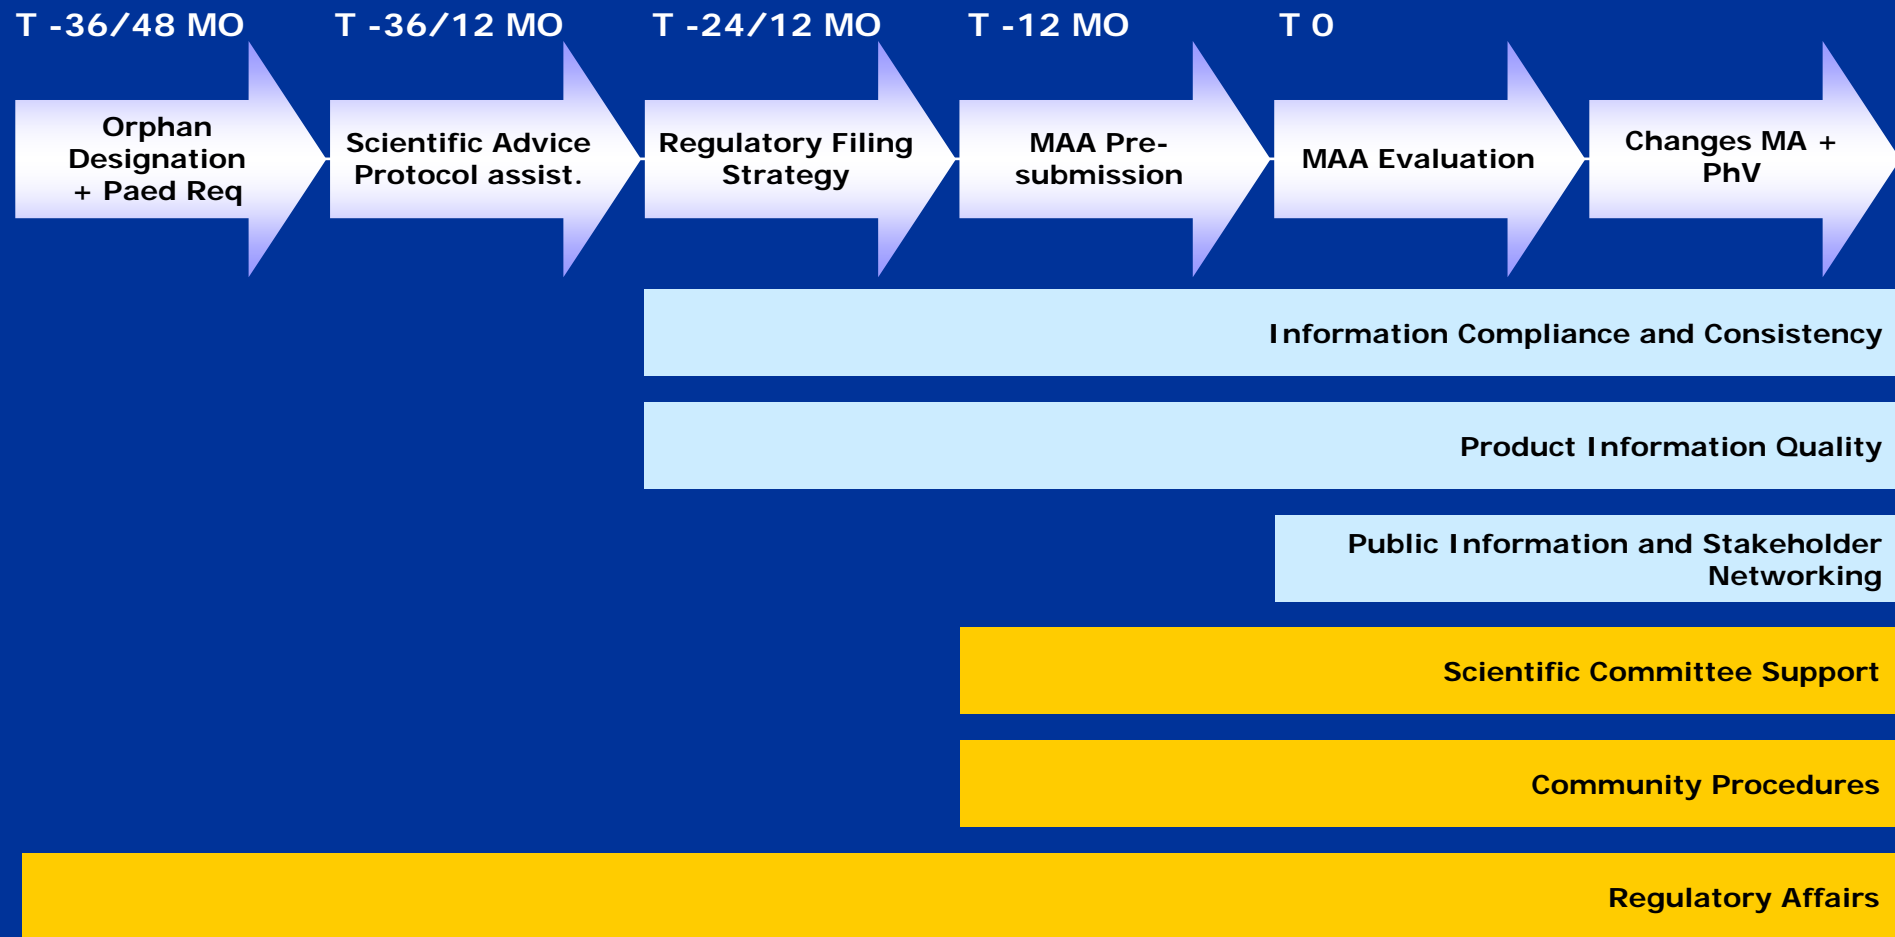 T -36/48 MO
T -36/12 MO
T -24/12 MO
T -12 MO
T 0
Orphan
Designation
+ Paed Req
Scientific Advice
Protocol assist.
Regulatory Filing
Strategy
MAA Pre-
submission
MAA Evaluation
Changes MA +
PhV
Information Compliance and Consistency
Product Information Quality
Public Information and Stakeholder
Networking
Scientific Committee Support
Community Procedures
Regulatory Affairs